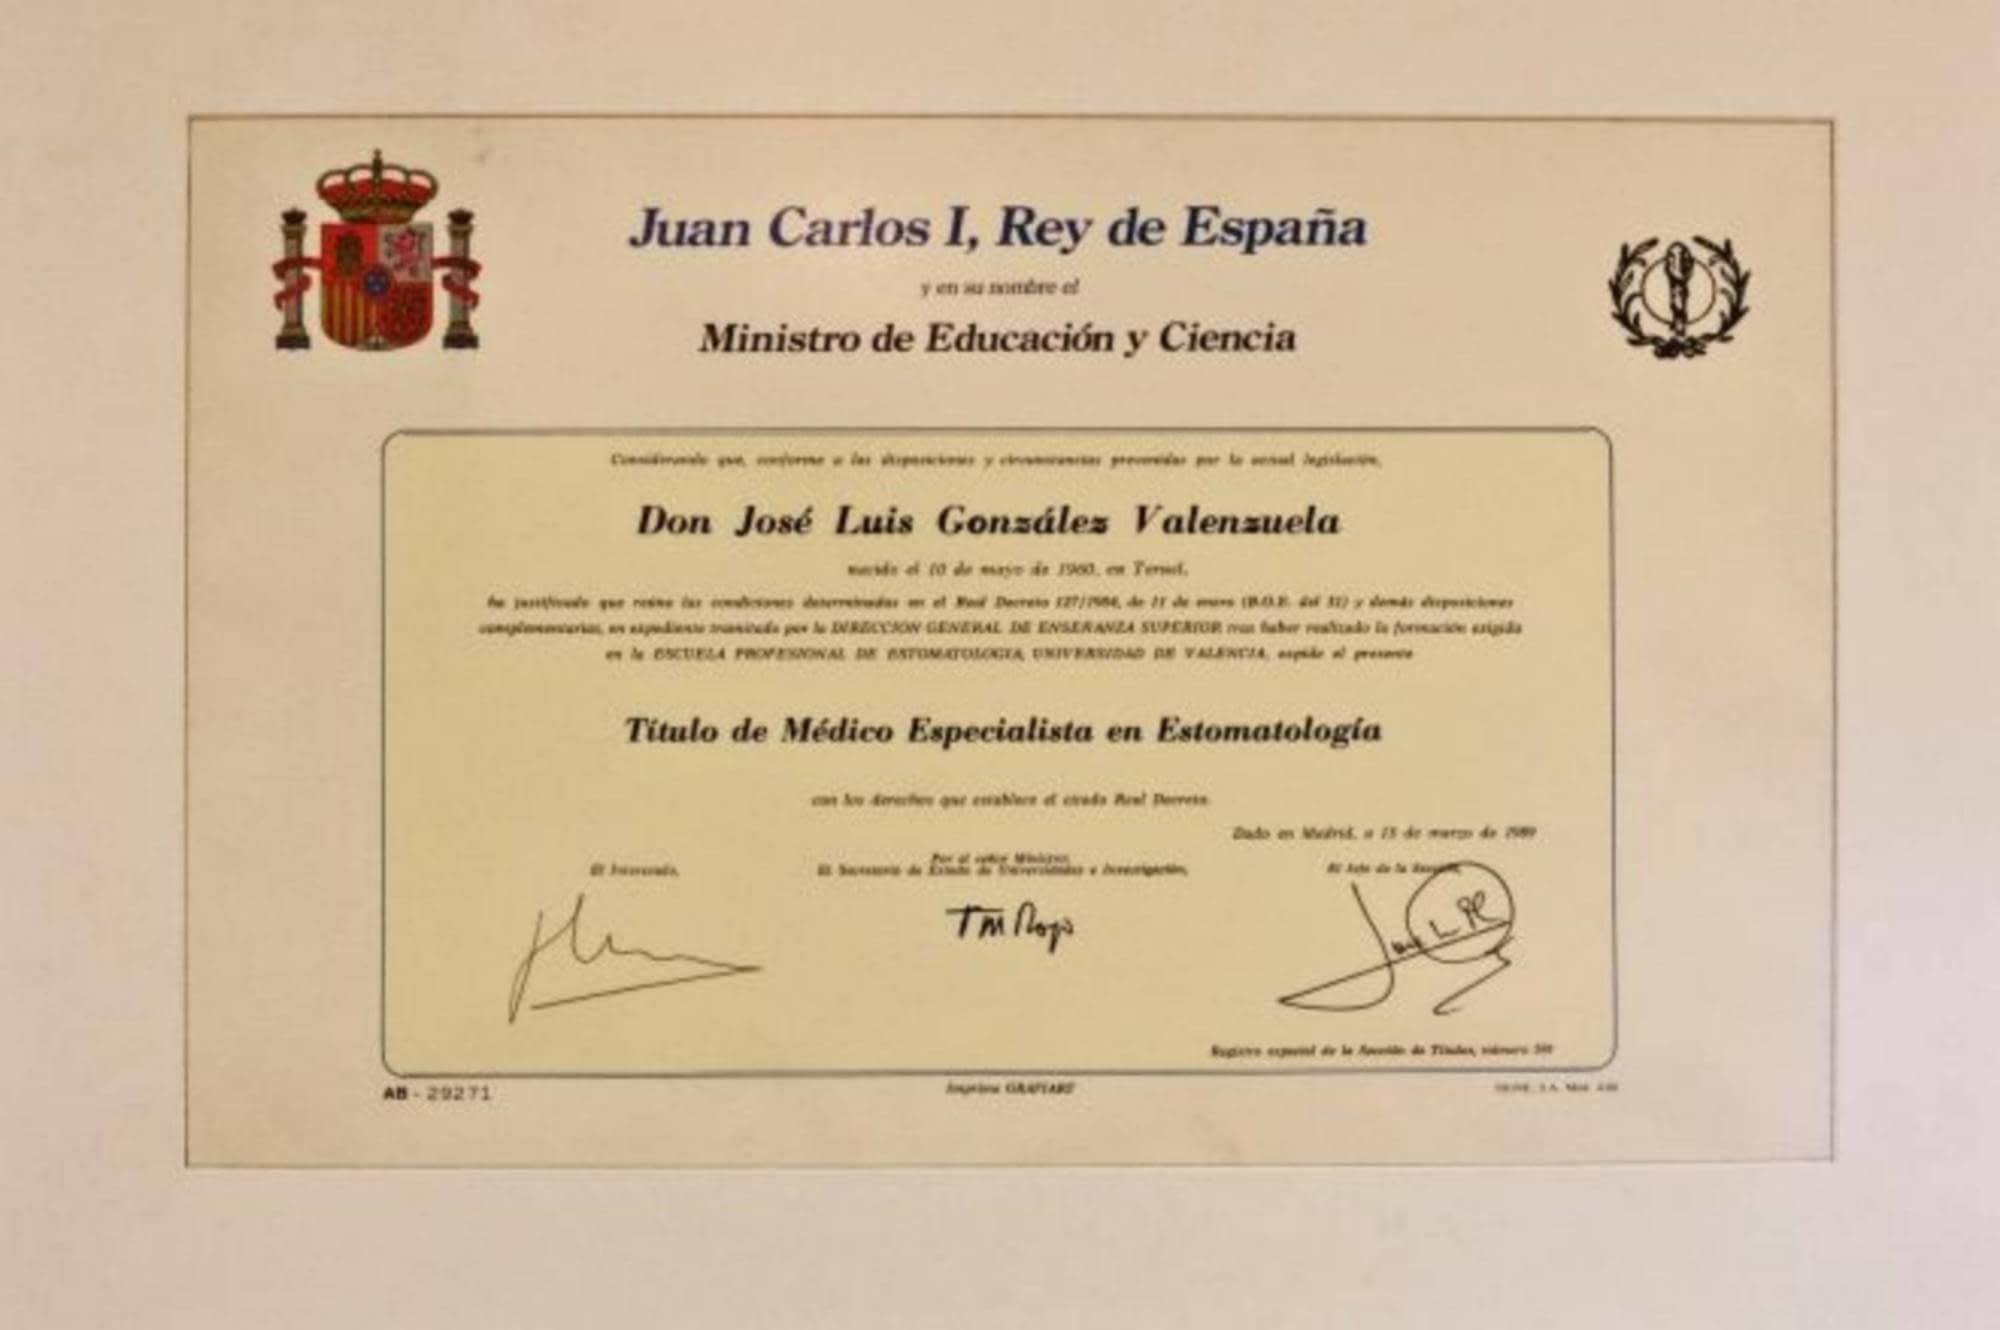 Juan Carlos I, Rey de España
y en su nombre el
Ministro de Educación y Ciencia
Considerando que, conforme a las disposiciones y circunstancias prevenidas por la actual legislación,
Don José Luis González Valenzuela
nacido el 10 de mayo de 1960, en Teruel,
ha justificado que reúne las condiciones determinadas en el Real Decreto 127/1984, de 11 de enero (B.O.E. del 31) y demás disposiciones
complementarias, en expediente tramitado por la DIRECCION GENERAL DE ENSEÑANZA SUPERIOR tras haber realizado la formación exigida
en la ESCUELA PROFESIONAL DE ESTOMATOLOGIA, UNIVERSIDAD DE VALENCIA, expide el presente
Título de Médico Especialista en Estomatología
con los derechos que establece el citado Real Decreto.
Dado en Madrid, a 15 de marzo de 1989
El Interesado,
Por el señor Ministro,
El Secretario de Estado de Universidades e Investigación,
El Jefe de la Sección,
Registro especial de la Sección de Títulos, número
AB - 29271
Imprime GRAFIART